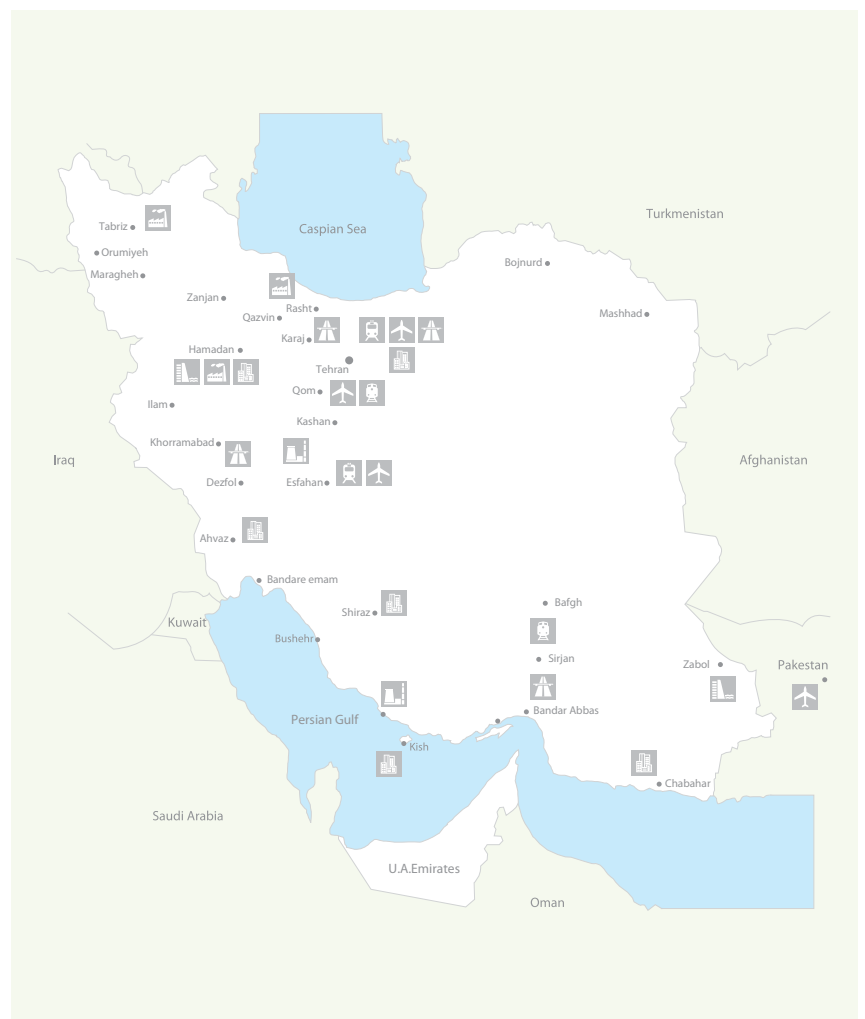 Caspian Sea
Turkmenistan
Tabriz
Orumiyeh
Maragheh
Bojnurd
Zanjan
Rasht
Qazvin
Mashhad
Karaj
Hamadan
Tehran
Qom
Ilam
Kashan
Khorramabad
Iraq
Afghanistan
Dezfol
Esfahan
Ahvaz
Bandare emam
Shiraz
Bafgh
Kuwait
Bushehr
Sirjan
Zabol
Pakestan
Persian Gulf
Bandar Abbas
Kish
Chabahar
Saudi Arabia
U.A.Emirates
Oman